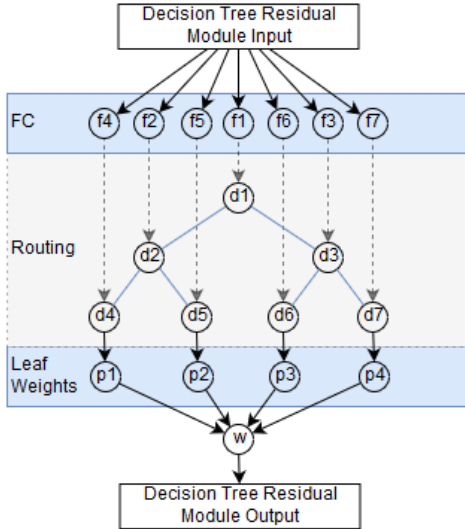 Decision Tree Residual
Module Input
FC
f4 f2 f5 f1 f6 f3 f7
d1
Routing
d2 d3
d4 d5 d6 d7
Leaf
Weights
p1 p2 p3 p4
w
Decision Tree Residual
Module Output